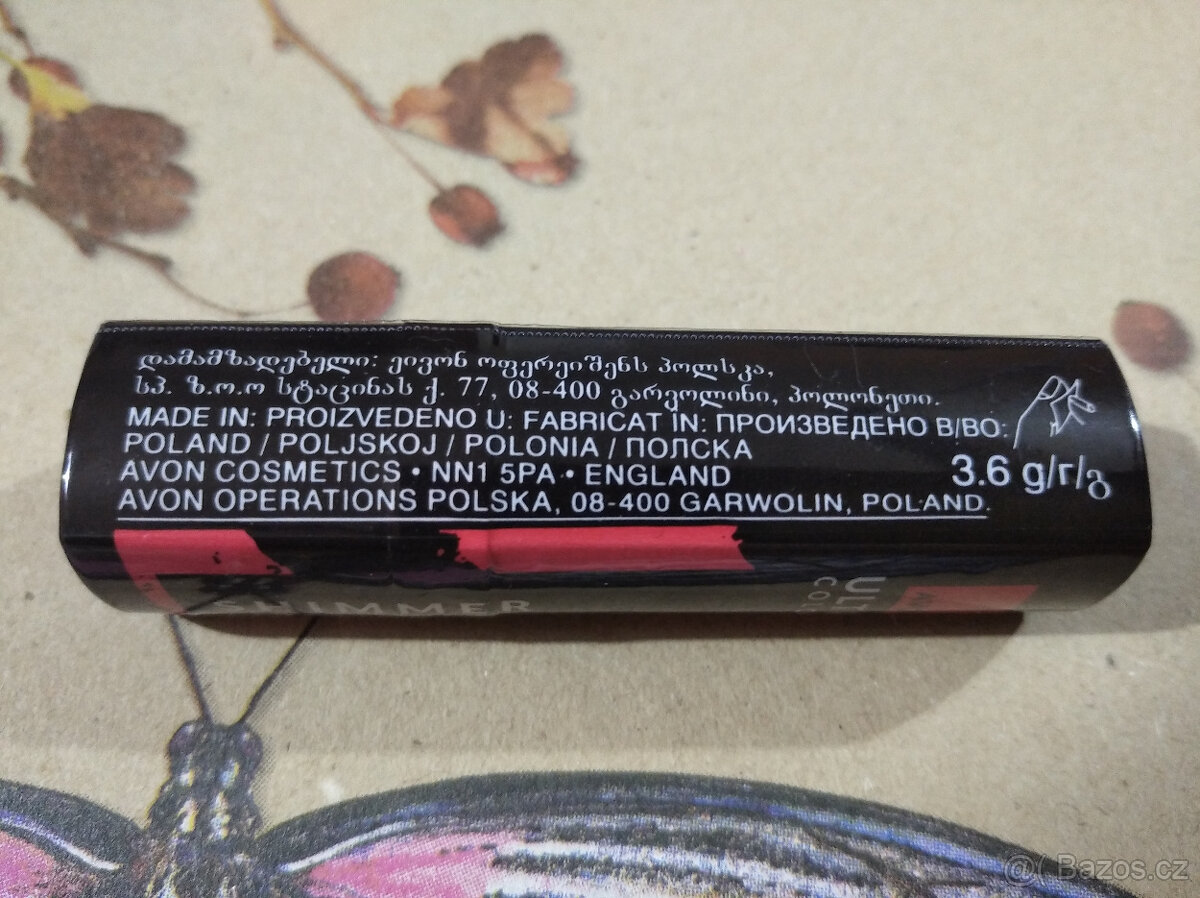 დამამზადებელი: ეივონ ოფერეიშენს პოლსკა,
სპ. ზ.ო.ო სტაცინას ქ. 77, 08-400 გარვოლინი, პოლონეთი.
MADE IN: PROIZVEDENO U: FABRICAT ÎN: ПРОИЗВЕДЕНО В/ВО:
POLAND / POLJSKOJ / POLONIA / ПОЛСКА
AVON COSMETICS • NN1 5PA • ENGLAND
3.6 g/г/გ
AVON OPERATIONS POLSKA, 08-400 GARWOLIN, POLAND.
SHIMMER
@ Bazos.cz